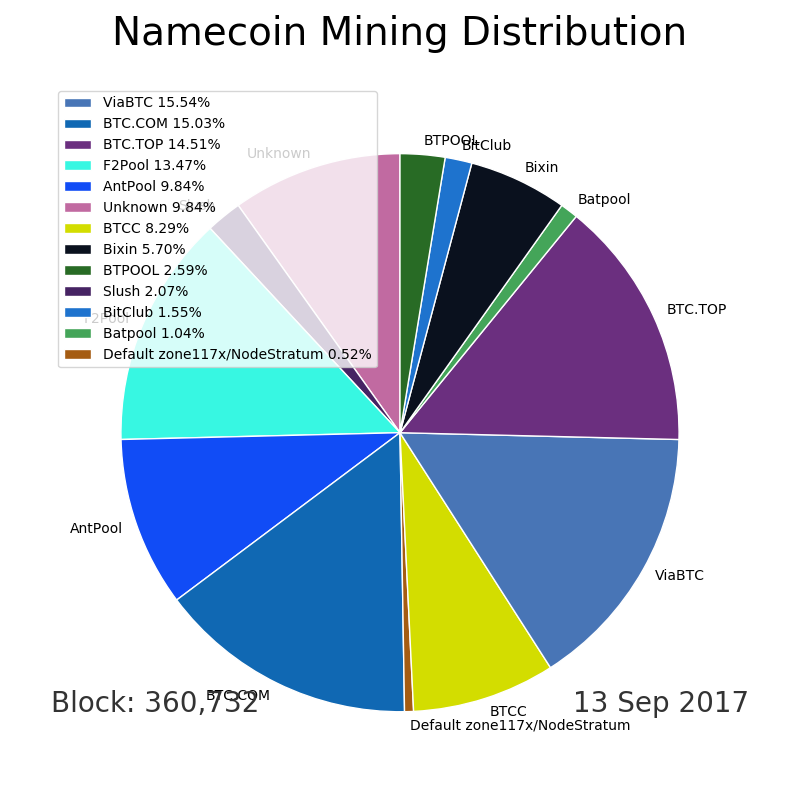 Namecoin Mining Distribution
ViaBTC 15.54%
BTC.COM 15.03%
BTC.TOP 14.51%
F2Pool 13.47%
AntPool 9.84%
Unknown 9.84%
BTCC 8.29%
Bixin 5.70%
BTPOOL 2.59%
Slush 2.07%
BitClub 1.55%
Batpool 1.04%
Default zone117x/NodeStratum 0.52%
Unknown
BTPOOL
BitClub
Bixin
Batpool
BTC.TOP
F2Pool
AntPool
ViaBTC
BTC.COM
BTCC
Default zone117x/NodeStratum
Block: 360,732
13 Sep 2017